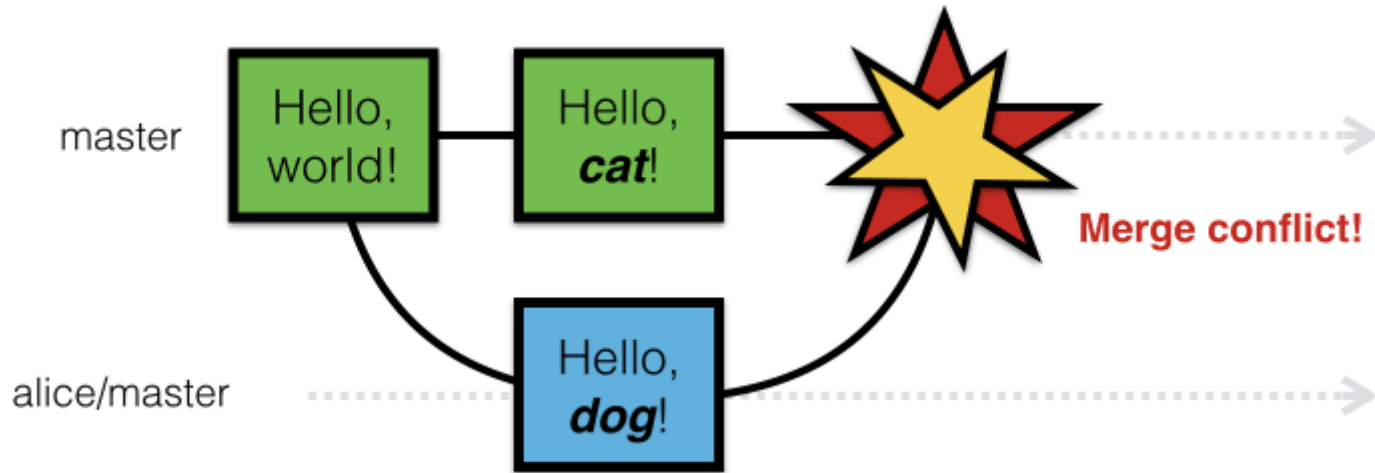 master
Hello,
world!
Hello,
cat!
Merge conflict!
alice/master
Hello,
dog!